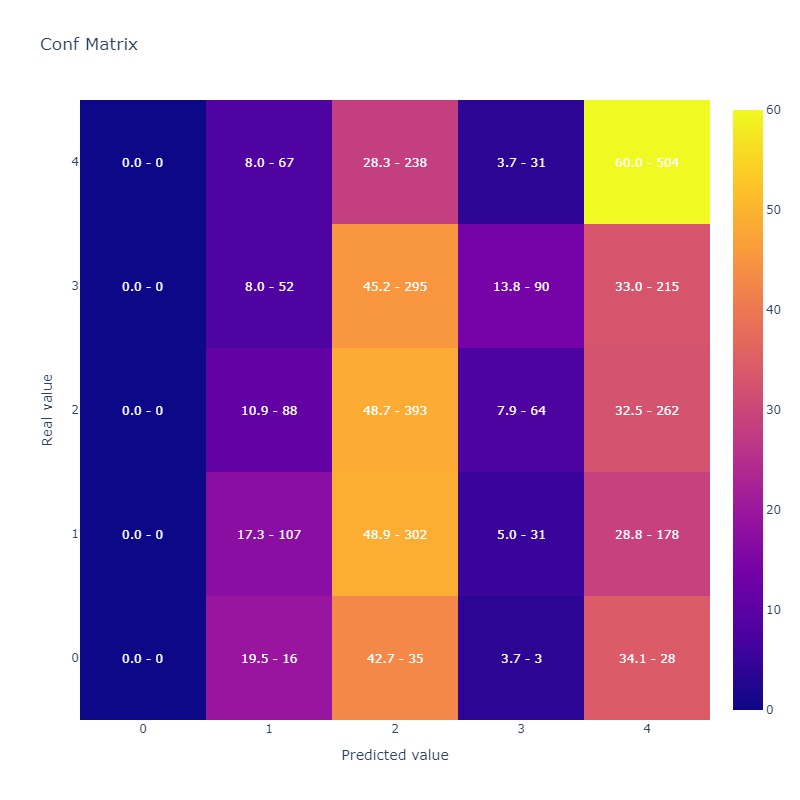 Conf Matrix
4 0.0 - 0 8.0 - 67 28.3 - 238 3.7 - 31 60.0 - 504
3 0.0 - 0 8.0 - 52 45.2 - 295 13.8 - 90 33.0 - 215
2 0.0 - 0 10.9 - 88 48.7 - 393 7.9 - 64 32.5 - 262
1 0.0 - 0 17.3 - 107 48.9 - 302 5.0 - 31 28.8 - 178
0 0.0 - 0 19.5 - 16 42.7 - 35 3.7 - 3 34.1 - 28
0 1 2 3 4
Predicted value
Real value
60
50
40
30
20
10
0